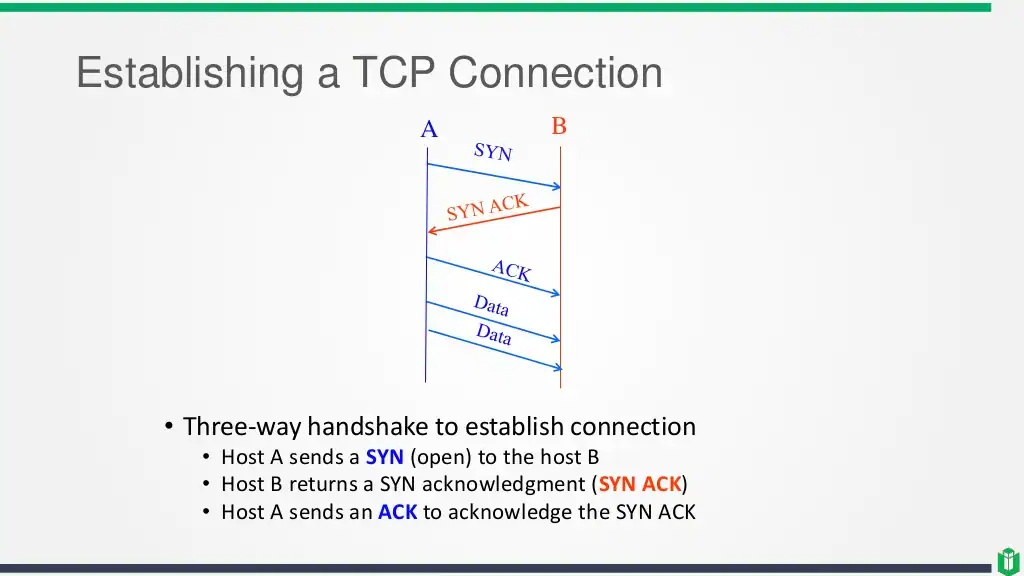 Establishing a TCP Connection
A
B
SYN
SYN ACK
ACK
Data
Data
• Three-way handshake to establish connection
• Host A sends a SYN (open) to the host B
• Host B returns a SYN acknowledgment (SYN ACK)
• Host A sends an ACK to acknowledge the SYN ACK